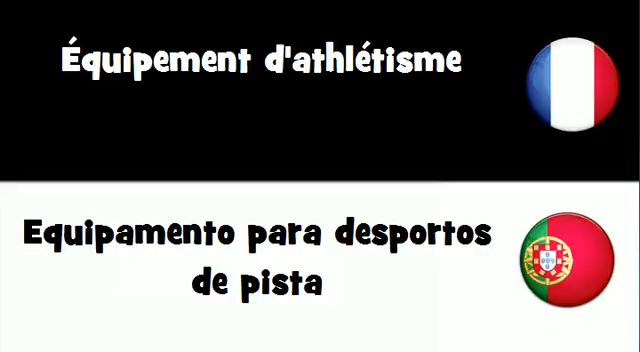 Équipement d'athlétisme
Equipamento para desportos
de pista